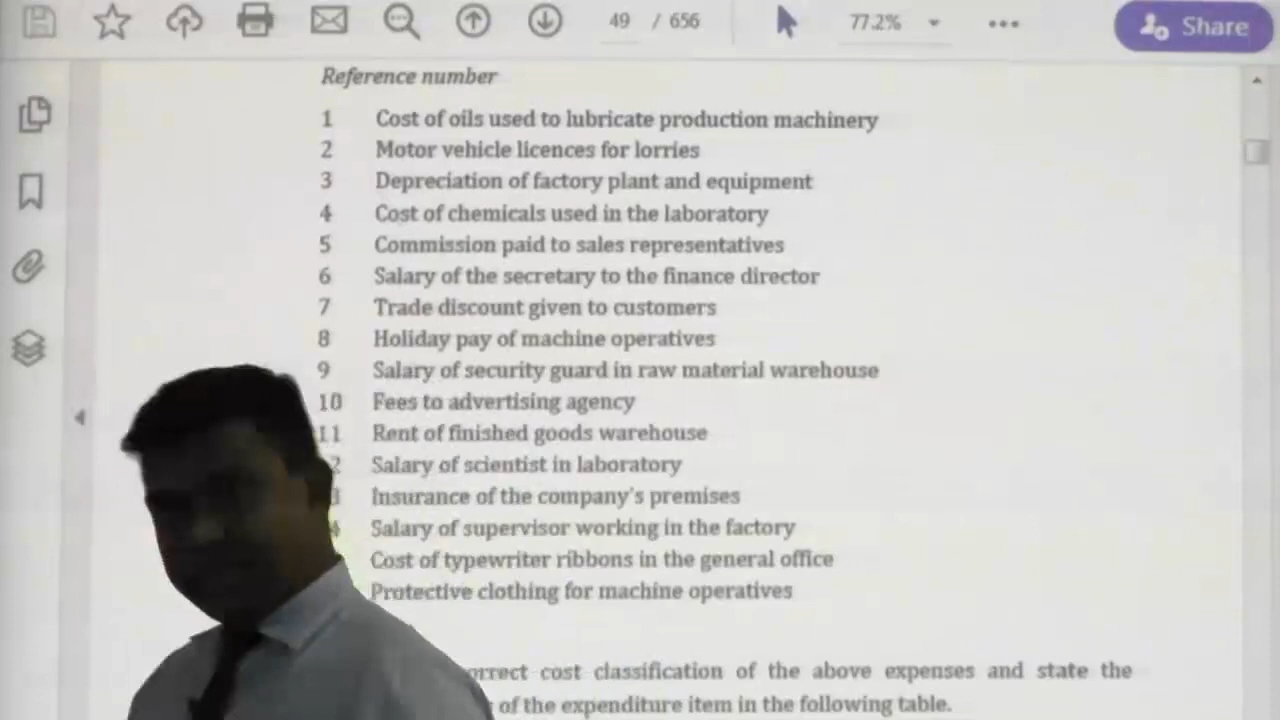 49 / 656
77.2%
Share
Reference number
1 Cost of oils used to lubricate production machinery
2 Motor vehicle licences for lorries
3 Depreciation of factory plant and equipment
4 Cost of chemicals used in the laboratory
5 Commission paid to sales representatives
6 Salary of the secretary to the finance director
7 Trade discount given to customers
8 Holiday pay of machine operatives
9 Salary of security guard in raw material warehouse
10 Fees to advertising agency
11 Rent of finished goods warehouse
2 Salary of scientist in laboratory
Insurance of the company's premises
4 Salary of supervisor working in the factory
Cost of typewriter ribbons in the general office
Protective clothing for machine operatives
cost classification of the above expenses and state the
of the expenditure item in the following table.